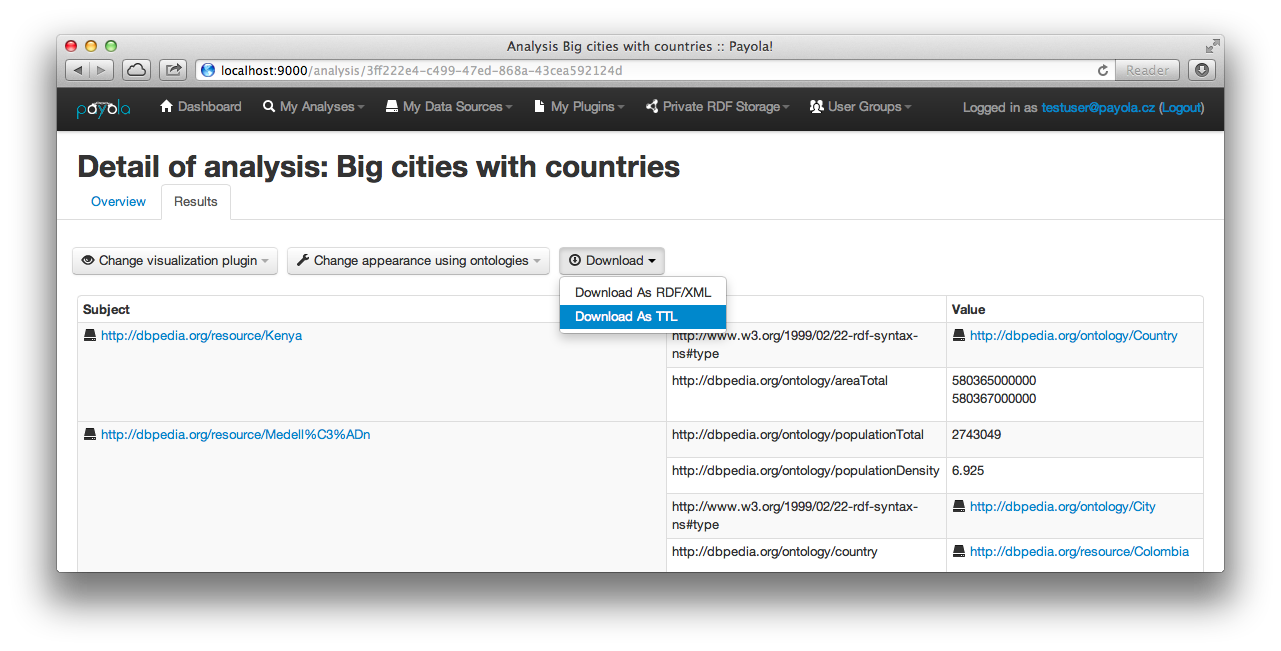 Analysis Big cities with countries :: Payola!
localhost:9000/analysis/3ff222e4-c499-47ed-868a-43cea592124d
Reader
payola
Dashboard
My Analyses
My Data Sources
My Plugins
Private RDF Storage
User Groups
Logged in as testuser@payola.cz (Logout)
Detail of analysis: Big cities with countries
Overview
Results
Change visualization plugin
Change appearance using ontologies
Download
Download As RDF/XML
Download As TTL
Subject
Value
http://dbpedia.org/resource/Kenya
http://www.w3.org/1999/02/22-rdf-syntax-
ns#type
http://dbpedia.org/ontology/Country
http://dbpedia.org/ontology/areaTotal
580365000000
580367000000
http://dbpedia.org/resource/Medell%C3%ADn
http://dbpedia.org/ontology/populationTotal
2743049
http://dbpedia.org/ontology/populationDensity
6.925
http://www.w3.org/1999/02/22-rdf-syntax-
ns#type
http://dbpedia.org/ontology/City
http://dbpedia.org/ontology/country
http://dbpedia.org/resource/Colombia